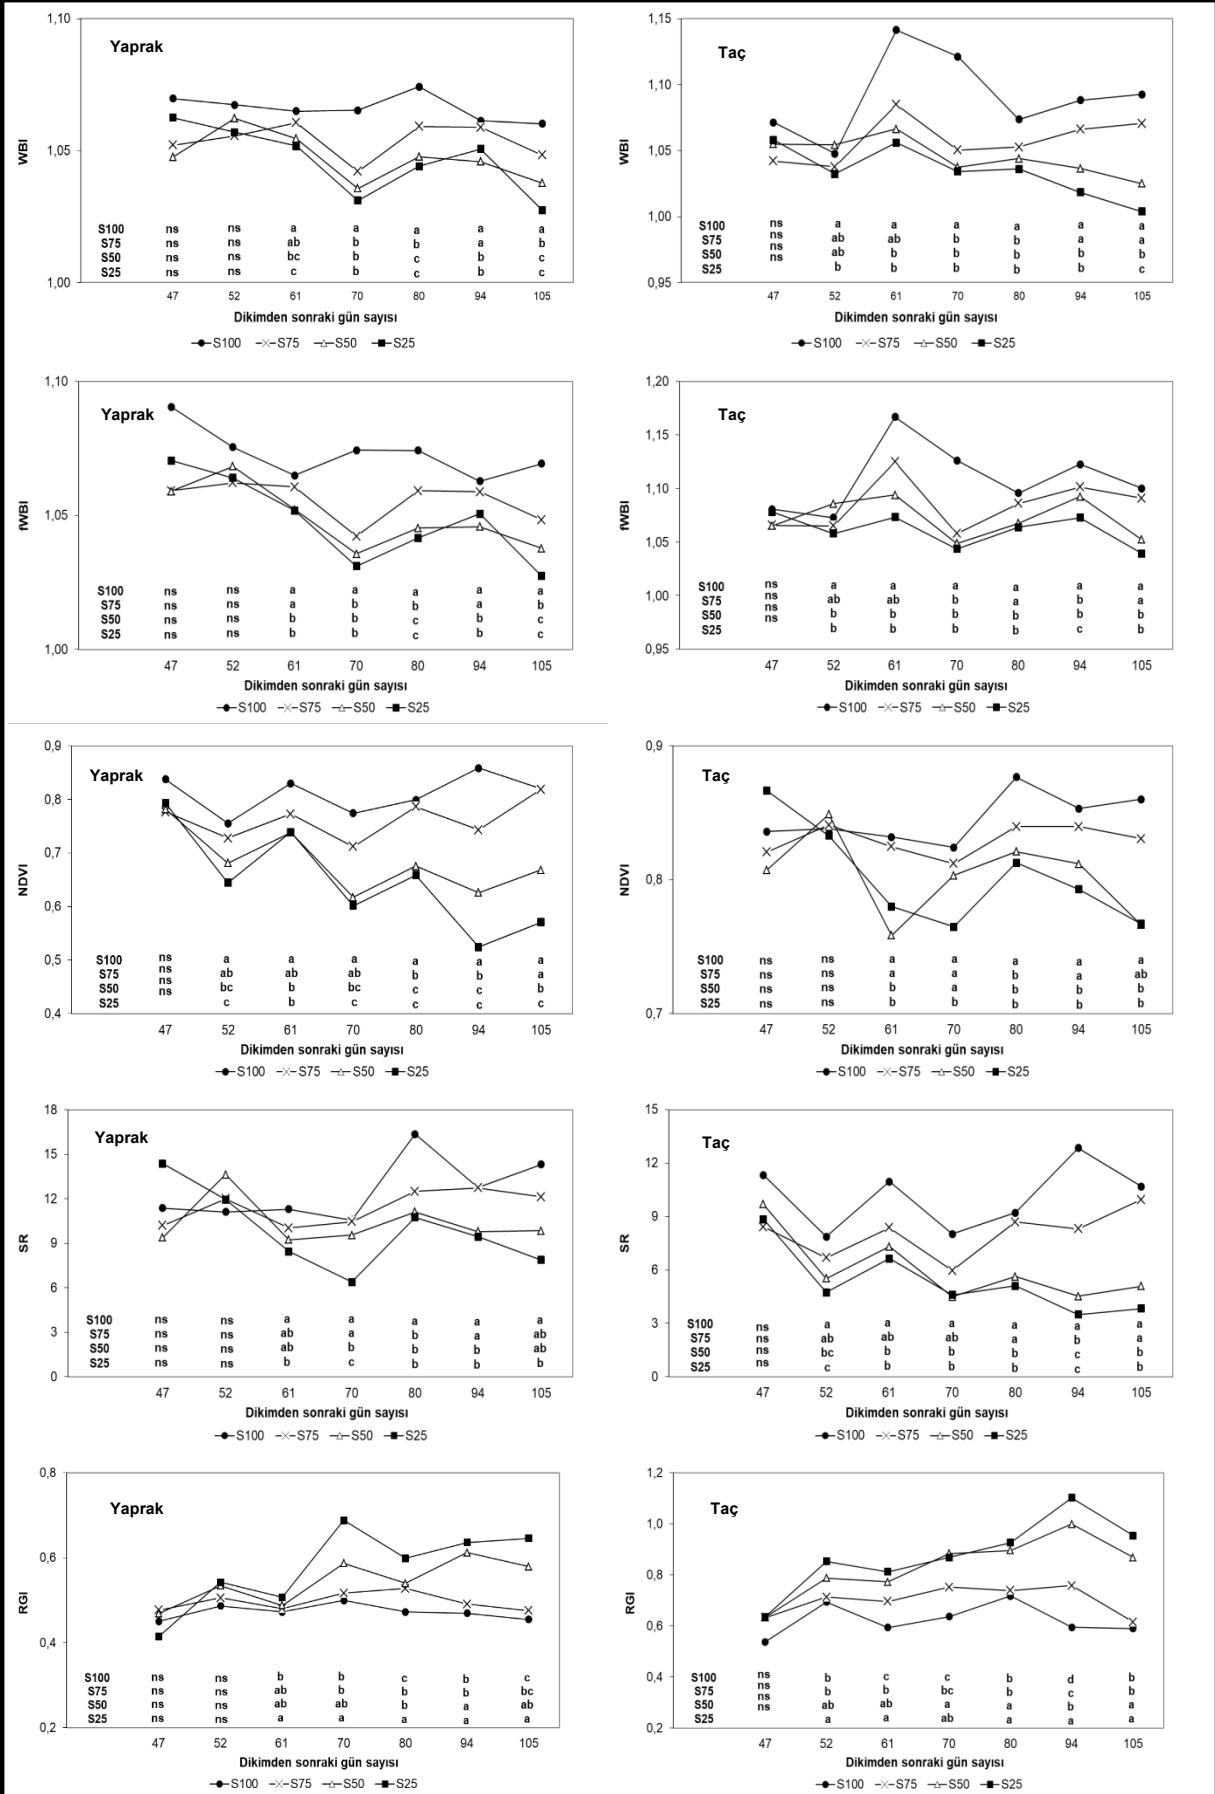 Yaprak
WBI
1,10
1,05
1,00
S100 ns ns a a a a a
S75 ns ns ab b b a b
S50 ns ns bc b c b c
S25 ns ns c b c b c
47 52 61 70 80 94 105
Dikimden sonraki gün sayısı
S100 S75 S50 S25
Taç
WBI
1,15
1,10
1,05
1,00
0,95
S100 ns a a a a a a
S75 ns ab ab b b a a
S50 ns ab b b b b b
S25 b b b b b c
47 52 61 70 80 94 105
Dikimden sonraki gün sayısı
S100 S75 S50 S25
Yaprak
fWBI
1,10
1,05
1,00
S100 ns ns a a a a a
S75 ns ns a b b a b
S50 ns ns b b c b c
S25 ns ns b b c b c
47 52 61 70 80 94 105
Dikimden sonraki gün sayısı
S100 S75 S50 S25
Taç
fWBI
1,20
1,15
1,10
1,05
1,00
0,95
S100 ns a a a a a a
S75 ns ab ab b a b a
S50 ns b b b b b b
S25 ns b b b b c b
47 52 61 70 80 94 105
Dikimden sonraki gün sayısı
S100 S75 S50 S25
Yaprak
NDVI
0,9
0,8
0,7
0,6
0,5
0,4
S100 ns a a a a a a
S75 ns ab ab ab b b a
S50 ns bc b bc c c b
S25 ns c b c c c c
47 52 61 70 80 94 105
Dikimden sonraki gün sayısı
S100 S75 S50 S25
Taç
NDVI
0,9
0,8
0,7
S100 ns ns a a a a a
S75 ns ns a a b a ab
S50 ns ns b a b b b
S25 ns ns b b b b b
47 52 61 70 80 94 105
Dikimden sonraki gün sayısı
S100 S75 S50 S25
Yaprak
SR
18
15
12
9
6
3
0
S100 ns ns a a a a a
S75 ns ns ab a b a ab
S50 ns ns ab b b b ab
S25 ns ns b c b b b
47 52 61 70 80 94 105
Dikimden sonraki gün sayısı
S100 S75 S50 S25
Taç
SR
15
12
9
6
3
0
S100 ns a a a a a a
S75 ns ab ab ab a b a
S50 ns bc b b b c b
S25 ns c b b b c b
47 52 61 70 80 94 105
Dikimden sonraki gün sayısı
S100 S75 S50 S25
Yaprak
RGI
0,8
0,6
0,4
0,2
S100 ns ns b b c b c
S75 ns ns ab b b b bc
S50 ns ns ab ab b a ab
S25 ns ns a a a a a
47 52 61 70 80 94 105
Dikimden sonraki gün sayısı
S100 S75 S50 S25
Taç
RGI
1,2
1,0
0,8
0,6
0,4
0,2
S100 ns b c c b d b
S75 ns b b bc b c b
S50 ns ab ab a a b a
S25 a a ab a a a
47 52 61 70 80 94 105
Dikimden sonraki gün sayısı
S100 S75 S50 S25